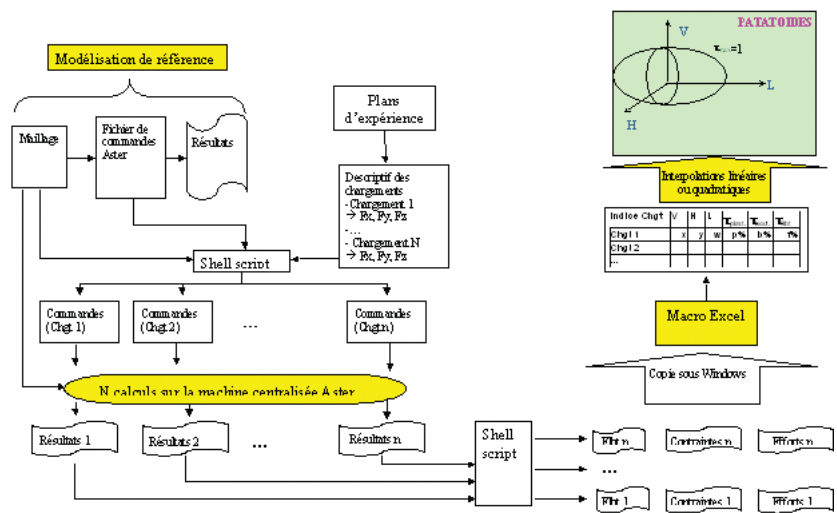 Modélisation de référence
Maillage
Fichier de
commandes
Aster
Résultats
Plans
d'expérience
Descriptif des
chargements
- Chargement 1
→ Fx, Fy, Fz
-...
- Chargement N
→ Fx, Fy, Fz
Shell script
Commandes
(Chgt 1)
Commandes
(Chgt 2)
...
Commandes
(Chgt n)
N calculs sur la machine centralisée Aster
Résultats 1
Résultats 2
...
Résultats n
Shell
script
Efforts n
Contraintes n
...
Contraintes 1
Efforts 1
Copie sous Windows
Macro Excel
Indice Chgt V H L
Chgt 1 x y w p% b% f%
Chgt 2
...
Interpolations linéaires
ou quadratiques
PATATOIDES
V
=1
L
H